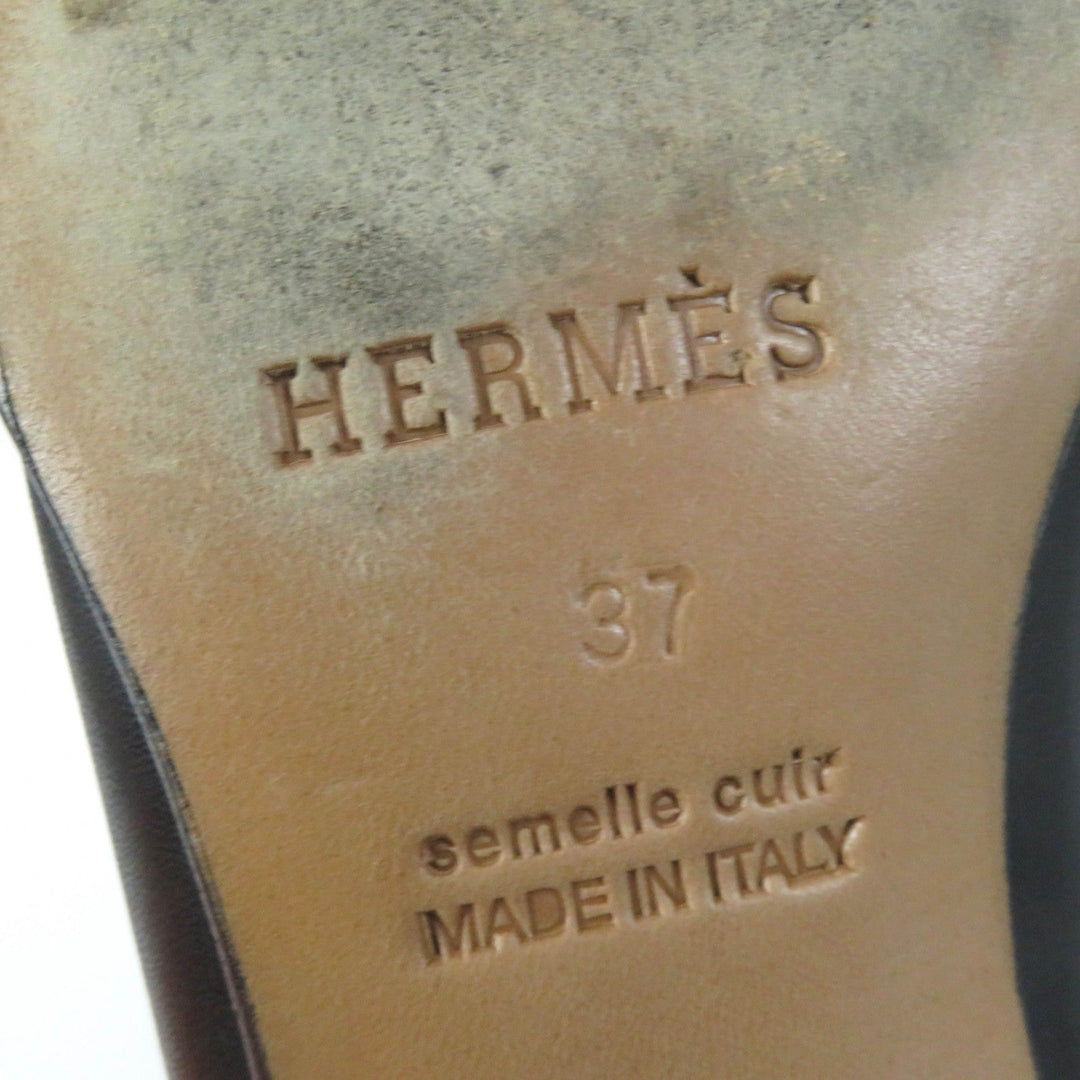 HERMÈS
37
semelle cuir
MADE IN ITALY